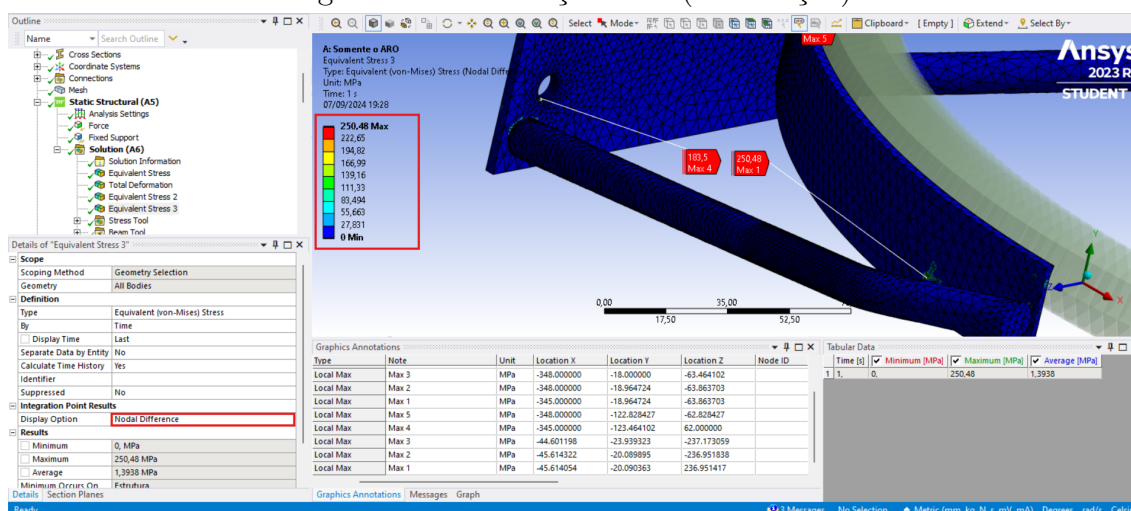 Outline
Name
Search Outline
Select
Mode
Clipboard
[ Empty ]
Extend
Select By
Cross Sections
Coordinate Systems
Connections
Mesh
Static Structural (A5)
Analysis Settings
Force
Fixed Support
Solution (A6)
Solution Information
Equivalent Stress
Total Deformation
Equivalent Stress 2
Equivalent Stress 3
Stress Tool
Beam Tool
Details of "Equivalent Stress 3"
Scope
Scoping Method Geometry Selection
Geometry All Bodies
Definition
Type Equivalent (von-Mises) Stress
By Time
Display Time Last
Separate Data by Entity No
Calculate Time History Yes
Identifier
Suppressed No
Integration Point Results
Display Option Nodal Difference
Results
Minimum 0, MPa
Maximum 250,48 MPa
Average 1,3938 MPa
Minimum Occurs On Estrutura
Details Section Planes
A: Somente o ARO
Equivalent Stress 3
Type: Equivalent (von-Mises) Stress (Nodal Diffe
Unit: MPa
Time: 1 s
07/09/2024 19:28
250,48 Max
222,65
194,82
166,99
139,16
111,33
83,494
55,663
27,831
0 Min
Max 5
183,5
Max 4
250,48
Max 1
Ansys
2023 R
STUDENT
Y
Z
X
0,00 35,00
17,50 52,50
Graphics Annotations
Type Note Unit Location X Location Y Location Z Node ID
Local Max Max 3 MPa -348.000000 -18.000000 -63.464102
Local Max Max 2 MPa -348.000000 -18.964724 -63.863703
Local Max Max 1 MPa -345.000000 -18.964724 -63.863703
Local Max Max 5 MPa -348.000000 -122.828427 -62.828427
Local Max Max 4 MPa -345.000000 -123.464102 62.000000
Local Max Max 3 MPa -44.601198 -23.939323 -237.173059
Local Max Max 2 MPa -45.614322 -20.089895 -236.951838
Local Max Max 1 MPa -45.614054 -20.090363 236.951417
Graphics Annotations Messages Graph
Tabular Data
Time [s] Minimum [MPa] Maximum [MPa] Average [MPa]
1 1, 0, 250,48 1,3938
Ready
3 Messages No Selection Metric (mm, kg, N, s, mV, mA) Degrees rad/s Celsi